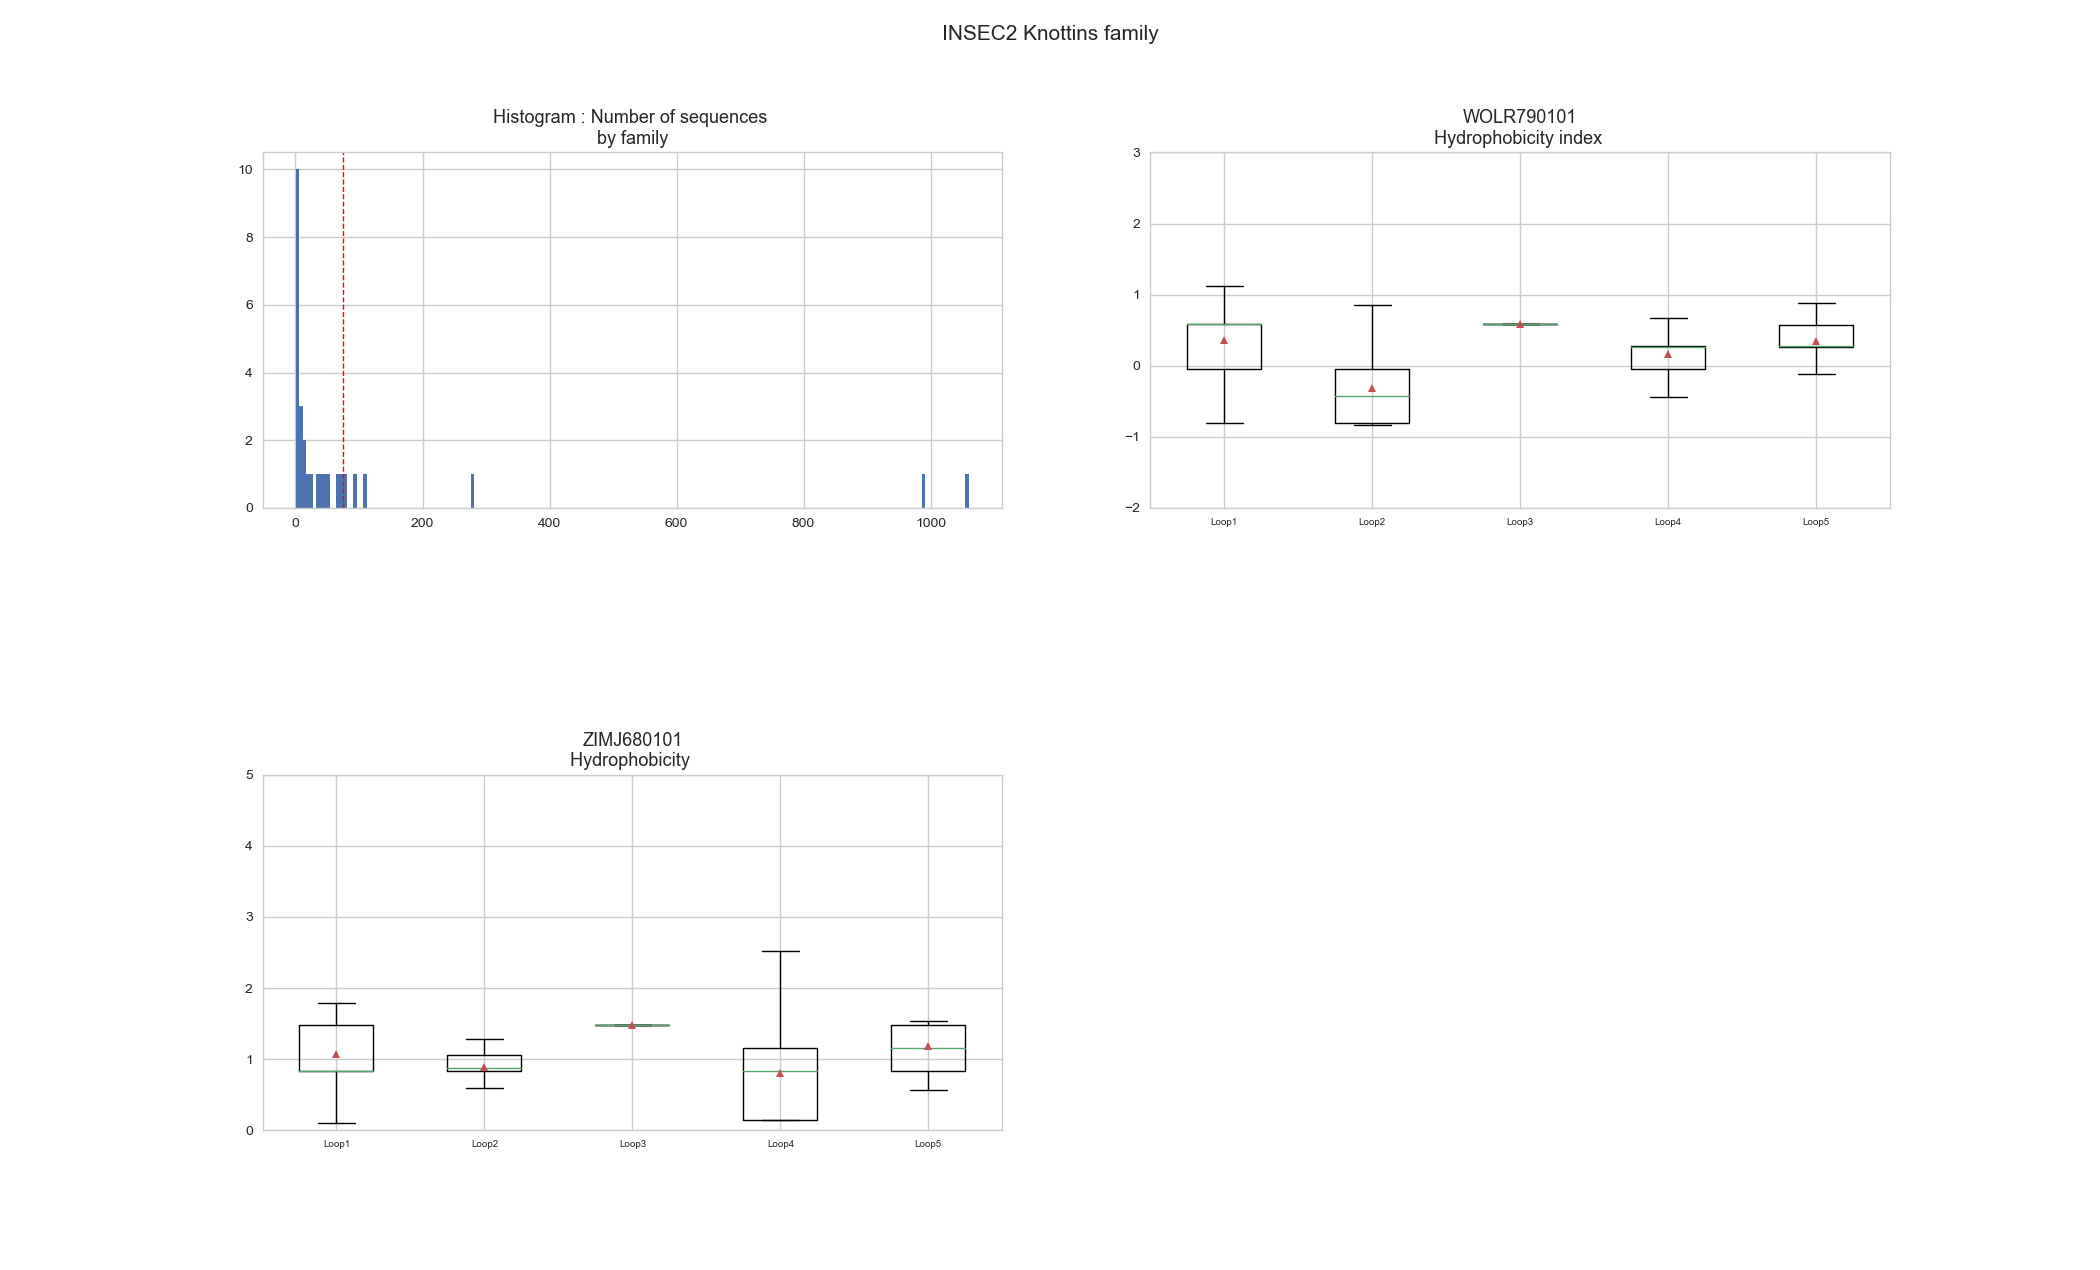 INSEC2 Knottins family
Histogram : Number of sequences
by family
10
8
6
4
2
0
0 200 400 600 800 1000
WOLR790101
Hydrophobicity index
3
2
1
0
−1
−2
Loop1 Loop2 Loop3 Loop4 Loop5
ZIMJ680101
Hydrophobicity
5
4
3
2
1
0
Loop1 Loop2 Loop3 Loop4 Loop5